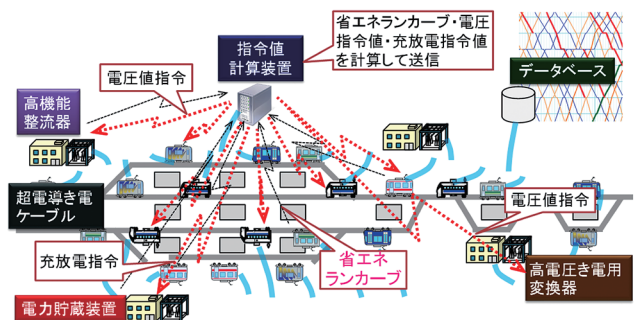 指令値
計算装置
省エネランカーブ・電圧
指令値・充放電指令値
を計算して送信
データベース
電圧値指令
高機能
整流器
超電導き電
ケーブル
電圧値指令
充放電指令
省エネ
ランカーブ
高電圧き電用
変換器
電力貯蔵装置